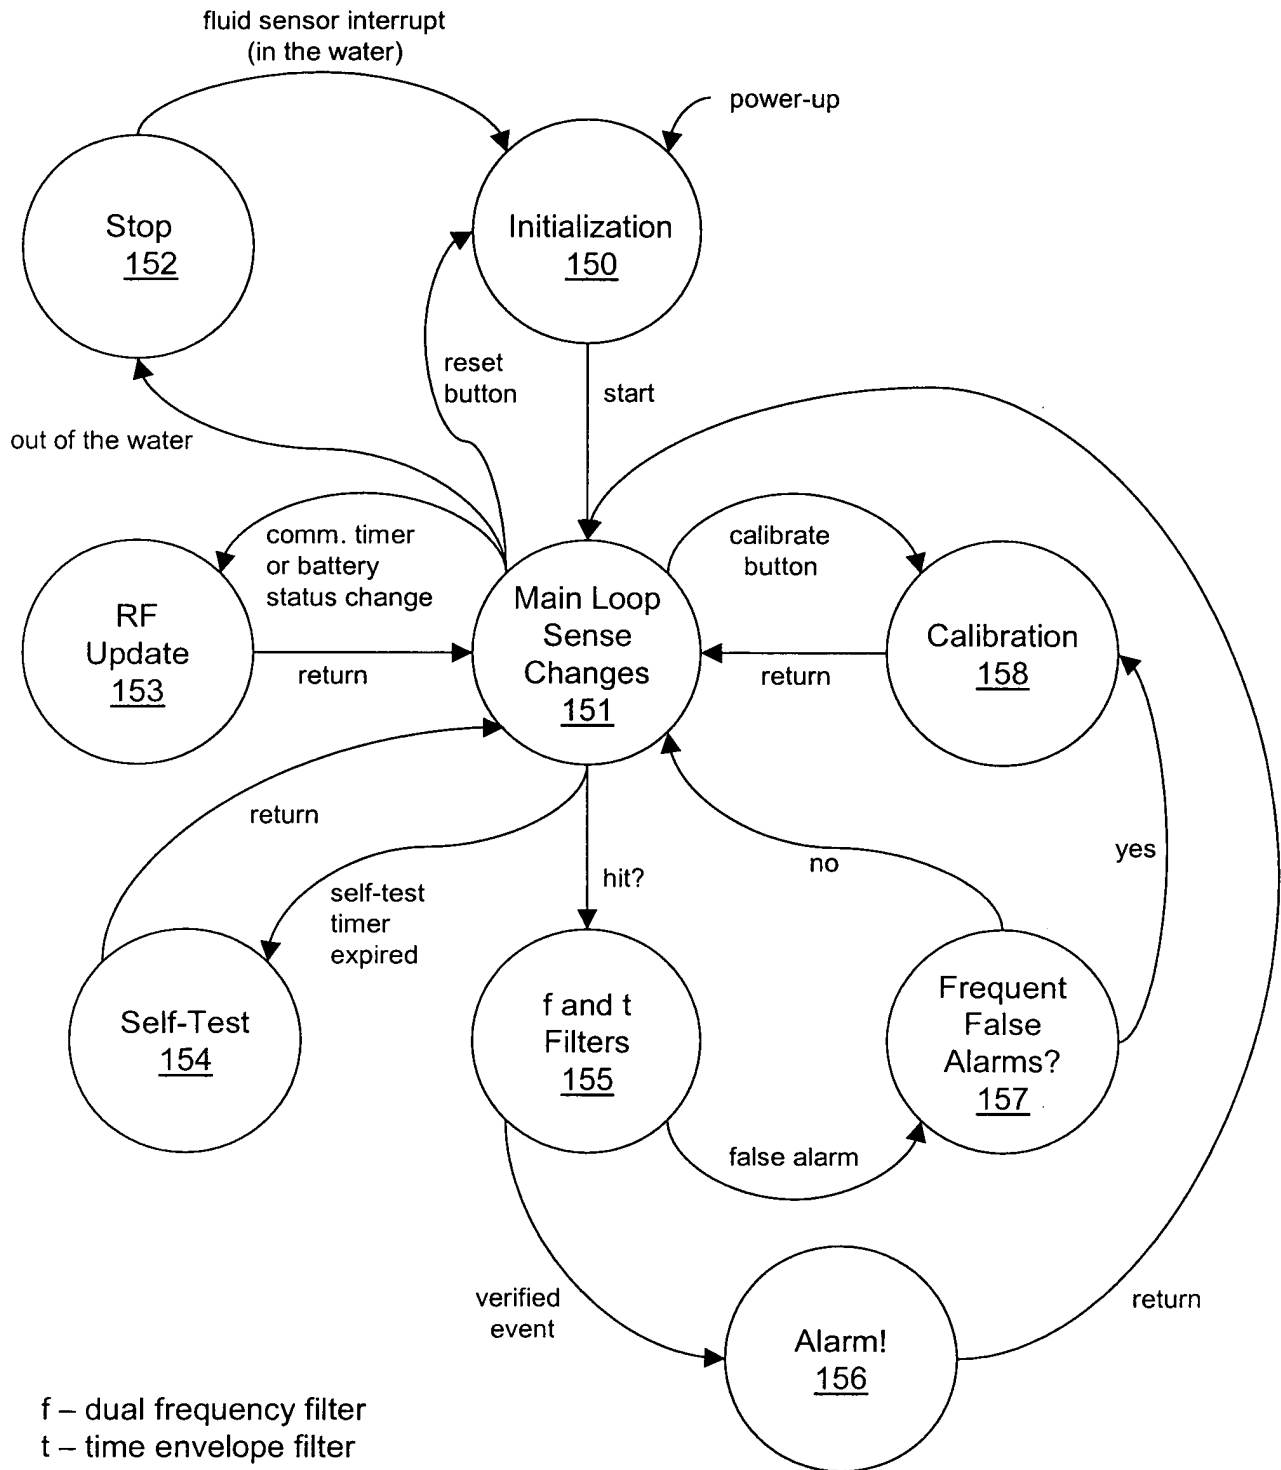 fluid sensor interrupt
(in the water)
power-up
Stop
152
Initialization
150
reset
button
start
out of the water
comm. timer
or battery
status change
calibrate
button
RF
Update
153
return
Main Loop
Sense
Changes
151
return
Calibration
158
return
self-test
timer
expired
hit?
no
yes
Self-Test
154
f and t
Filters
155
Frequent
False
Alarms?
157
false alarm
verified
event
Alarm!
156
return
f – dual frequency filter
t – time envelope filter